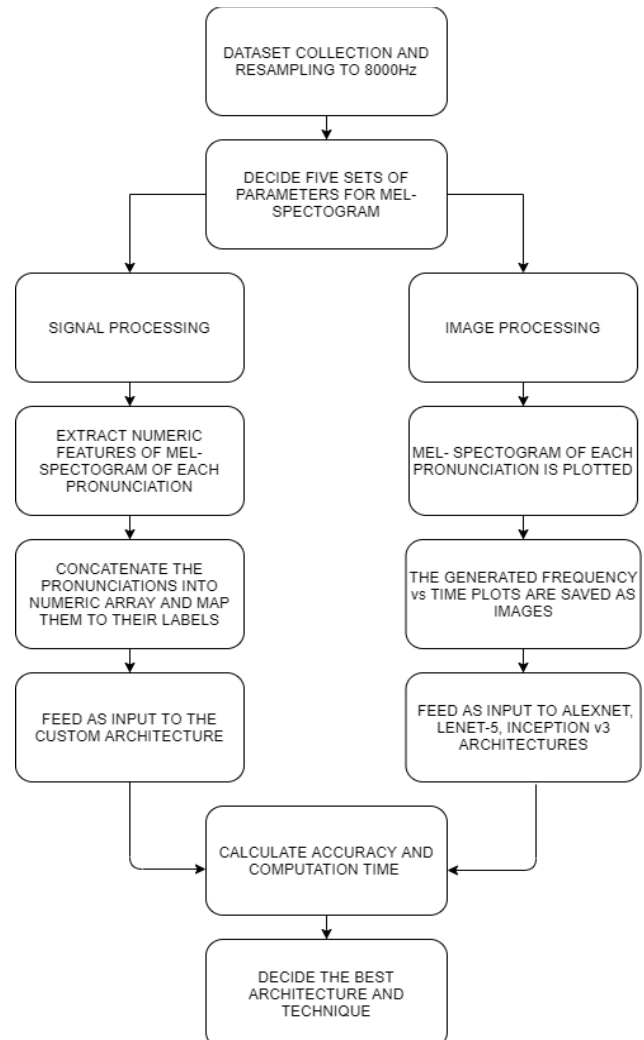 DATASET COLLECTION AND
RESAMPLING TO 8000Hz
DECIDE FIVE SETS OF
PARAMETERS FOR MEL-
SPECTOGRAM
SIGNAL PROCESSING
EXTRACT NUMERIC
FEATURES OF MEL-
SPECTOGRAM OF EACH
PRONUNCIATION
CONCATENATE THE
PRONUNCIATIONS INTO
NUMERIC ARRAY AND MAP
THEM TO THEIR LABELS
FEED AS INPUT TO THE
CUSTOM ARCHITECTURE
IMAGE PROCESSING
MEL- SPECTOGRAM OF EACH
PRONUNCIATION IS PLOTTED
THE GENERATED FREQUENCY
vs TIME PLOTS ARE SAVED AS
IMAGES
FEED AS INPUT TO ALEXNET,
LENET-5, INCEPTION v3
ARCHITECTURES
CALCULATE ACCURACY AND
COMPUTATION TIME
DECIDE THE BEST
ARCHITECTURE AND
TECHNIQUE